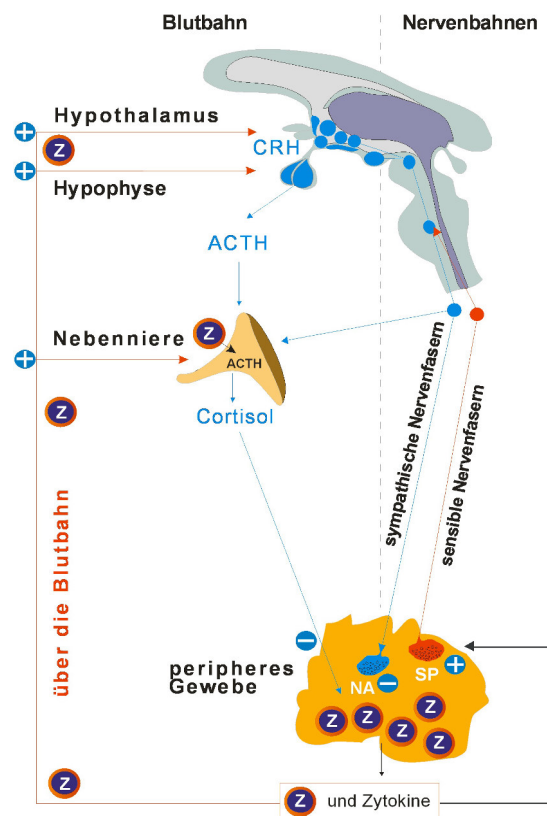 Blutbahn
Nervenbahnen
+
Hypothalamus
Z
CRH
+
Hypophyse
ACTH
Nebenniere
Z
+
ACTH
Z
Cortisol
sympathische Nervenfasern
sensible Nervenfasern
über die Blutbahn
−
peripheres
Gewebe
NA
−
SP
+
Z
Z
Z
Z
Z
Z
Z und Zytokine